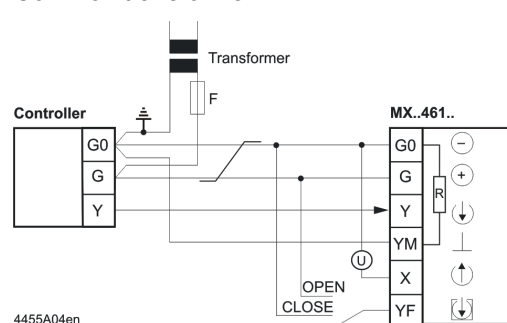 Transformer
F
Controller
MX..461..
G0
G0
G
G
R
Y
Y
YM
U
X
OPEN
CLOSE
YF
4455A04en